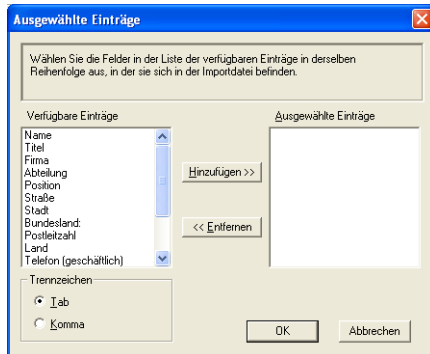 Ausgewählte Einträge
Wählen Sie die Felder in der Liste der verfügbaren Einträge in derselben
Reihenfolge aus, in der sie sich in der Importdatei befinden.
Verfügbare Einträge
Ausgewählte Einträge
Name
Titel
Firma
Abteilung
Position
Straße
Stadt
Bundesland:
Postleitzahl
Land
Telefon (geschäftlich)
Hinzufügen >>
<< Entfernen
Trennzeichen
Tab
Komma
OK
Abbrechen